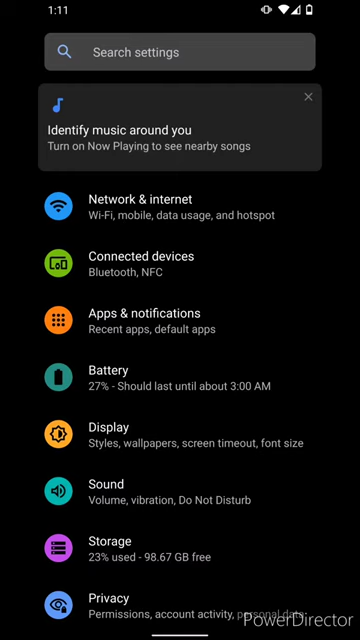 1:11
Search settings
Identify music around you
Turn on Now Playing to see nearby songs
Network & internet
Wi-Fi, mobile, data usage, and hotspot
Connected devices
Bluetooth, NFC
Apps & notifications
Recent apps, default apps
Battery
27% - Should last until about 3:00 AM
Display
Styles, wallpapers, screen timeout, font size
Sound
Volume, vibration, Do Not Disturb
Storage
23% used - 98.67 GB free
Privacy
Permissions, account activity, personal data
PowerDirector